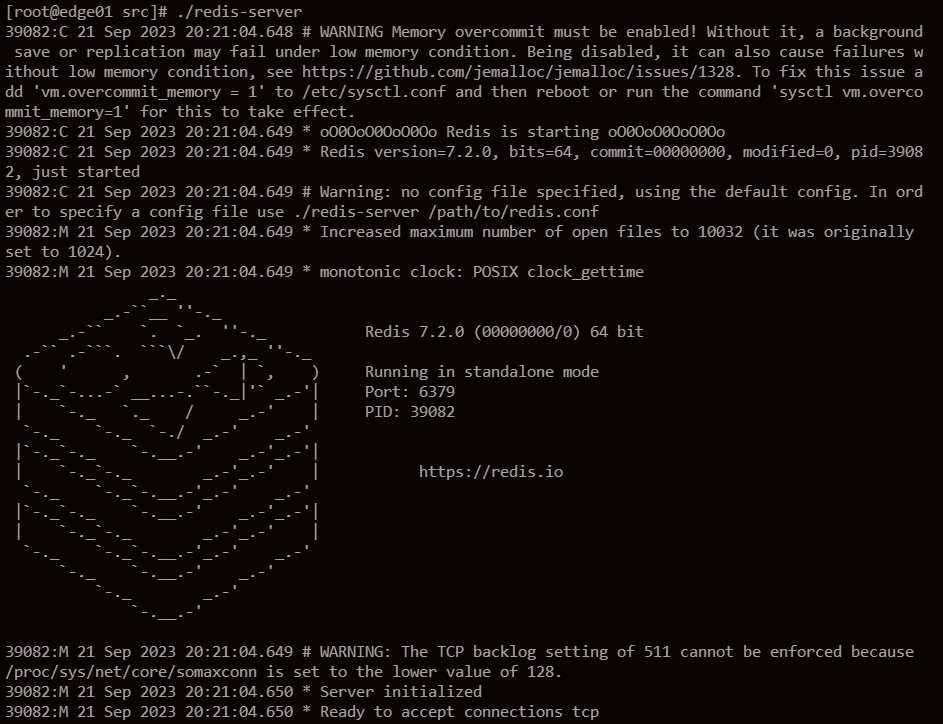 [root@edge01 src]# ./redis-server
39082:C 21 Sep 2023 20:21:04.648 # WARNING Memory overcommit must be enabled! Without it, a background
 save or replication may fail under low memory condition. Being disabled, it can also cause failures w
ithout low memory condition, see https://github.com/jemalloc/jemalloc/issues/1328. To fix this issue a
dd 'vm.overcommit_memory = 1' to /etc/sysctl.conf and then reboot or run the command 'sysctl vm.overco
mmit_memory=1' for this to take effect.
39082:C 21 Sep 2023 20:21:04.649 * oO0OoO0OoO0Oo Redis is starting oO0OoO0OoO0Oo
39082:C 21 Sep 2023 20:21:04.649 * Redis version=7.2.0, bits=64, commit=00000000, modified=0, pid=3908
2, just started
39082:C 21 Sep 2023 20:21:04.649 # Warning: no config file specified, using the default config. In ord
er to specify a config file use ./redis-server /path/to/redis.conf
39082:M 21 Sep 2023 20:21:04.649 * Increased maximum number of open files to 10032 (it was originally
set to 1024).
39082:M 21 Sep 2023 20:21:04.649 * monotonic clock: POSIX clock_gettime
Redis 7.2.0 (00000000/0) 64 bit
Running in standalone mode
Port: 6379
PID: 39082
https://redis.io
39082:M 21 Sep 2023 20:21:04.649 # WARNING: The TCP backlog setting of 511 cannot be enforced because
/proc/sys/net/core/somaxconn is set to the lower value of 128.
39082:M 21 Sep 2023 20:21:04.650 * Server initialized
39082:M 21 Sep 2023 20:21:04.650 * Ready to accept connections tcp